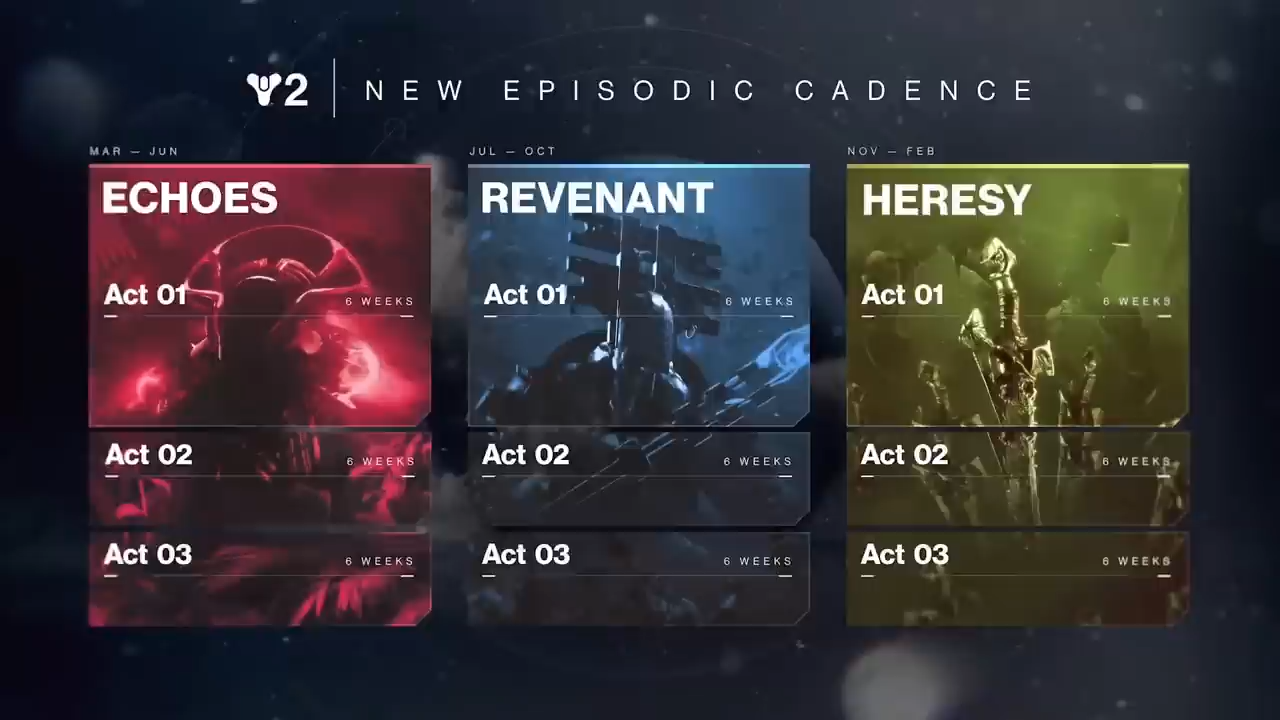 2
NEW EPISODIC CADENCE
MAR — JUN
ECHOES
Act 01
6 WEEKS
Act 02
6 WEEKS
Act 03
6 WEEKS
JUL — OCT
REVENANT
Act 01
6 WEEKS
Act 02
6 WEEKS
Act 03
6 WEEKS
NOV — FEB
HERESY
Act 01
6 WEEKS
Act 02
6 WEEKS
Act 03
6 WEEKS